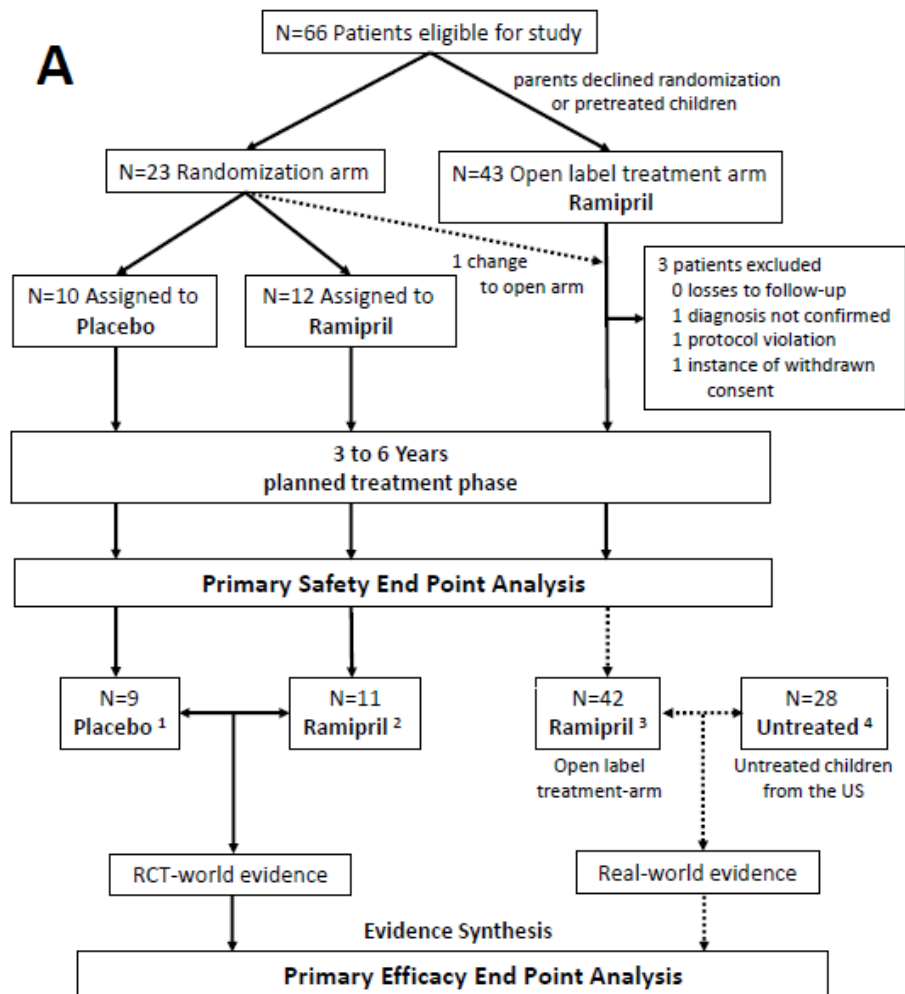 A
N=66 Patients eligible for study
parents declined randomization
or pretreated children
N=23 Randomization arm
N=43 Open label treatment arm
Ramipril
1 change
to open arm
3 patients excluded
0 losses to follow-up
1 diagnosis not confirmed
1 protocol violation
1 instance of withdrawn
consent
N=10 Assigned to
Placebo
N=12 Assigned to
Ramipril
3 to 6 Years
planned treatment phase
Primary Safety End Point Analysis
N=9
Placebo ¹
N=11
Ramipril ²
N=42
Ramipril ³
N=28
Untreated ⁴
Open label
treatment-arm
Untreated children
from the US
RCT-world evidence
Real-world evidence
Evidence Synthesis
Primary Efficacy End Point Analysis